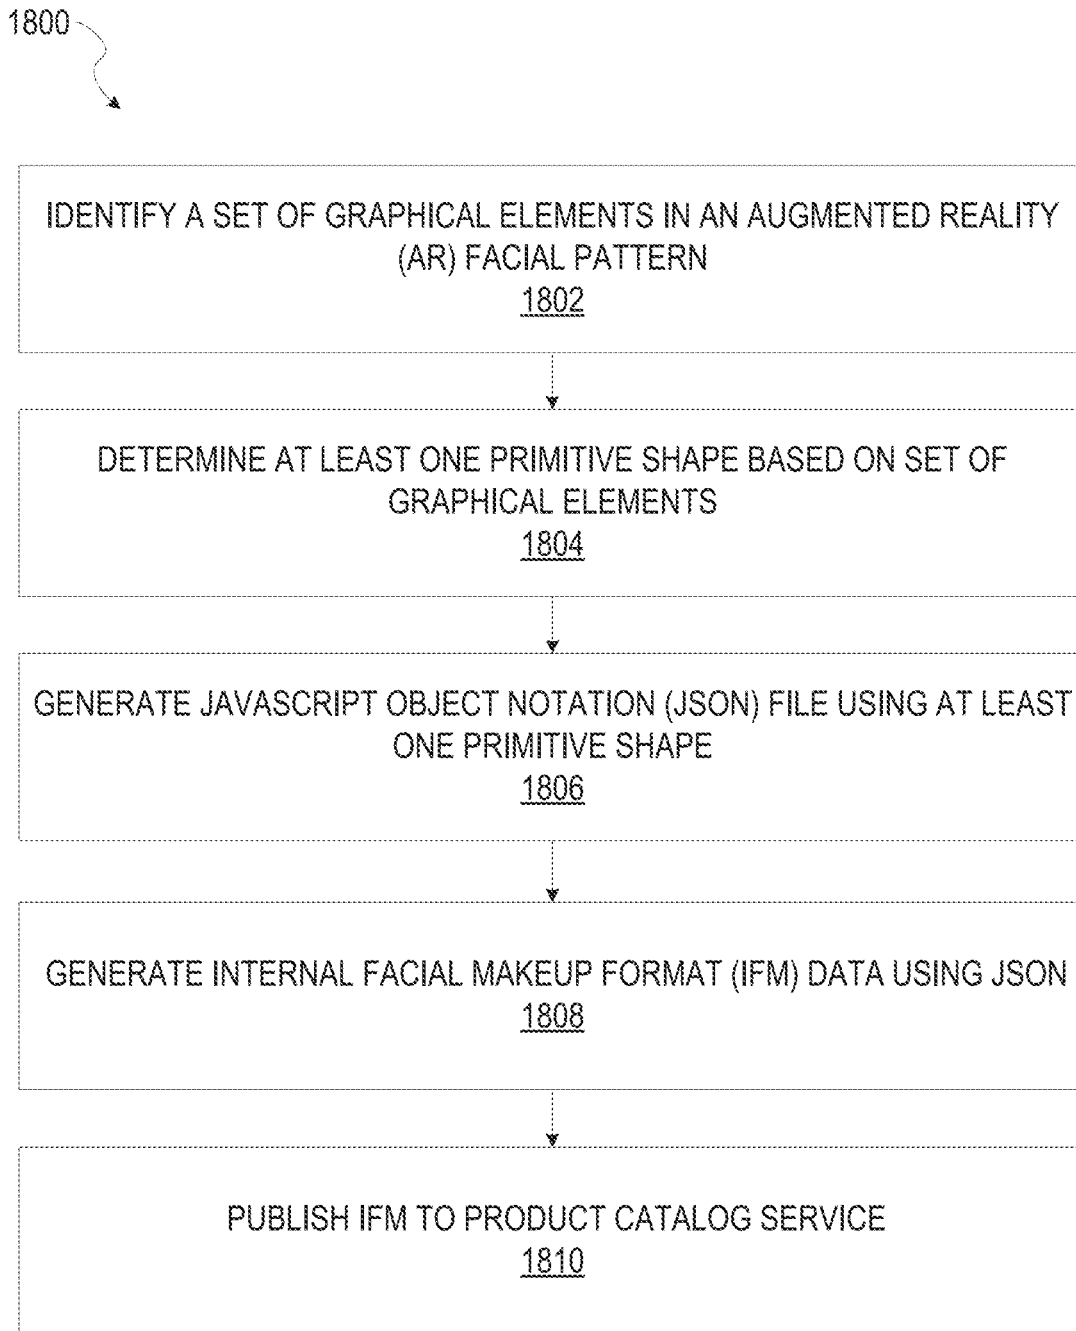 1800
IDENTIFY A SET OF GRAPHICAL ELEMENTS IN AN AUGMENTED REALITY
(AR) FACIAL PATTERN
1802
DETERMINE AT LEAST ONE PRIMITIVE SHAPE BASED ON SET OF
GRAPHICAL ELEMENTS
1804
GENERATE JAVASCRIPT OBJECT NOTATION (JSON) FILE USING AT LEAST
ONE PRIMITIVE SHAPE
1806
GENERATE INTERNAL FACIAL MAKEUP FORMAT (IFM) DATA USING JSON
1808
PUBLISH IFM TO PRODUCT CATALOG SERVICE
1810